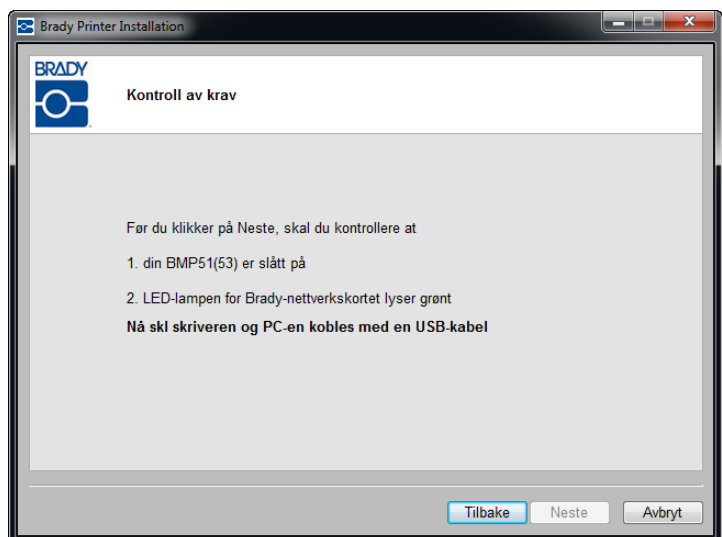 Brady Printer Installation
BRADY
Kontroll av krav
Før du klikker på Neste, skal du kontrollere at
1. din BMP51(53) er slått på
2. LED-lampen for Brady-nettverkskortet lyser grønt
Nå skl skriveren og PC-en kobles med en USB-kabel
Tilbake Neste Avbryt